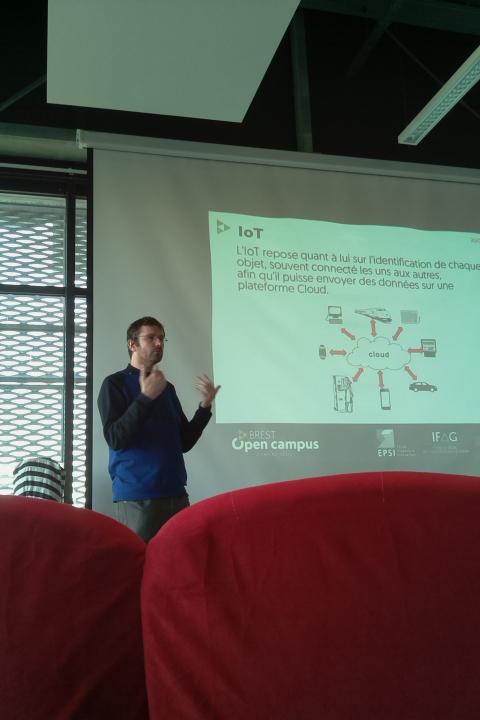 IoT
L'IoT repose quant à lui sur l'identification de chaque
objet, souvent connecté les uns aux autres,
afin qu'il puisse envoyer des données sur une
plateforme Cloud.
cloud
BREST
Open campus
EPSI
IFAG